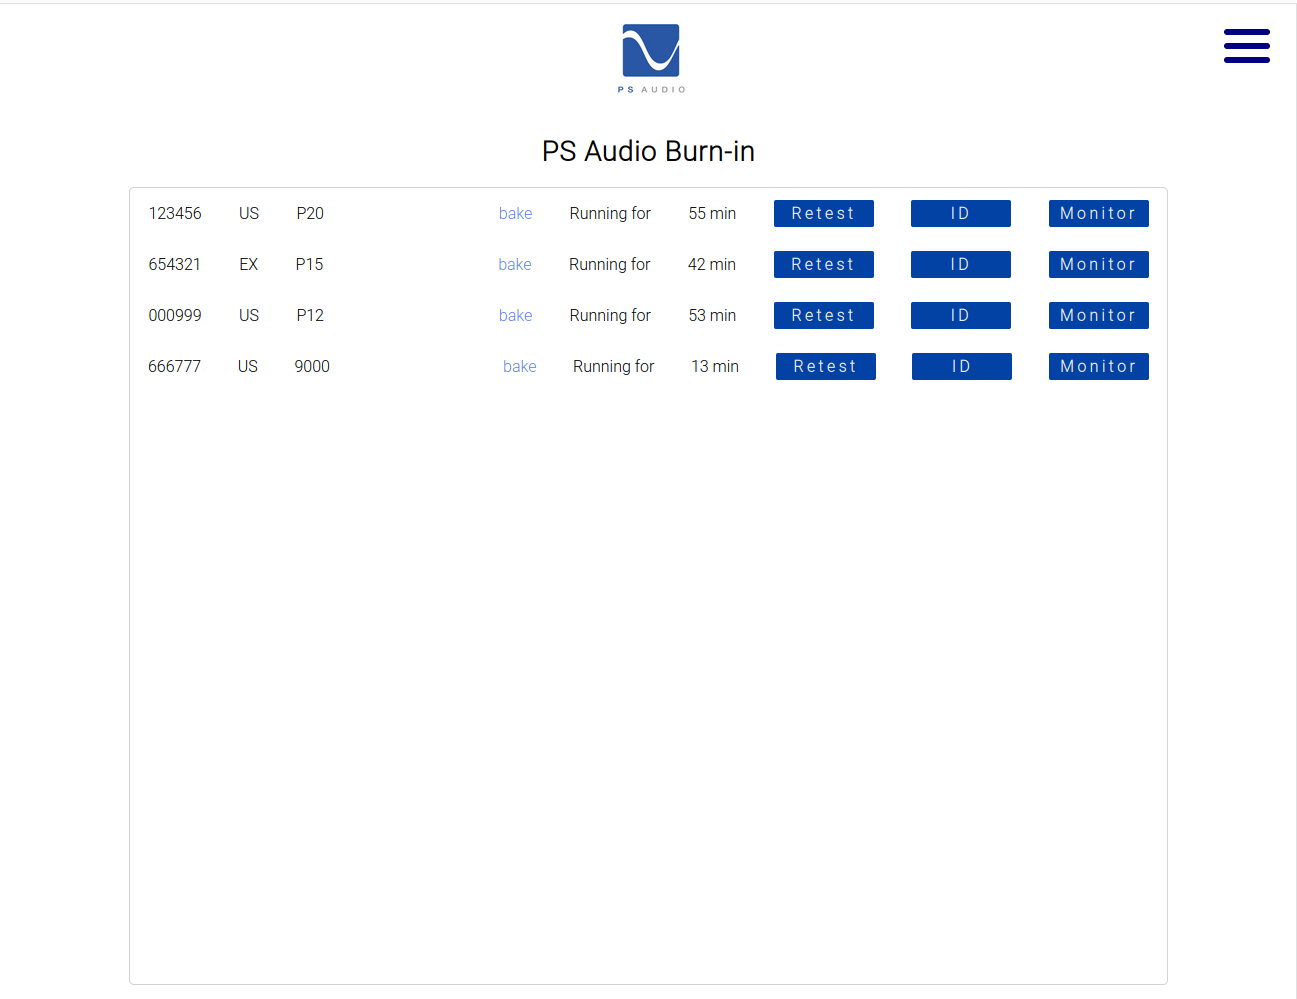 PS AUDIO
PS Audio Burn-in
123456 US P20 bake Running for 55 min Retest ID Monitor
654321 EX P15 bake Running for 42 min Retest ID Monitor
000999 US P12 bake Running for 53 min Retest ID Monitor
666777 US 9000 bake Running for 13 min Retest ID Monitor